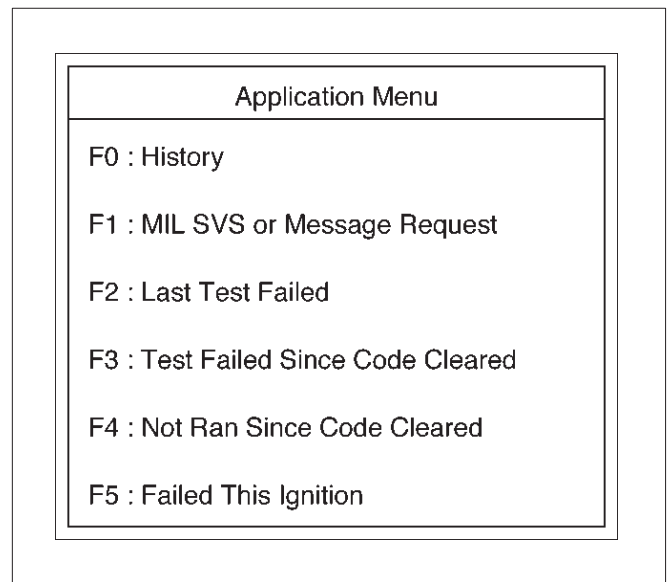 Application Menu
F0 : History
F1 : MIL SVS or Message Request
F2 : Last Test Failed
F3 : Test Failed Since Code Cleared
F4 : Not Ran Since Code Cleared
F5 : Failed This Ignition